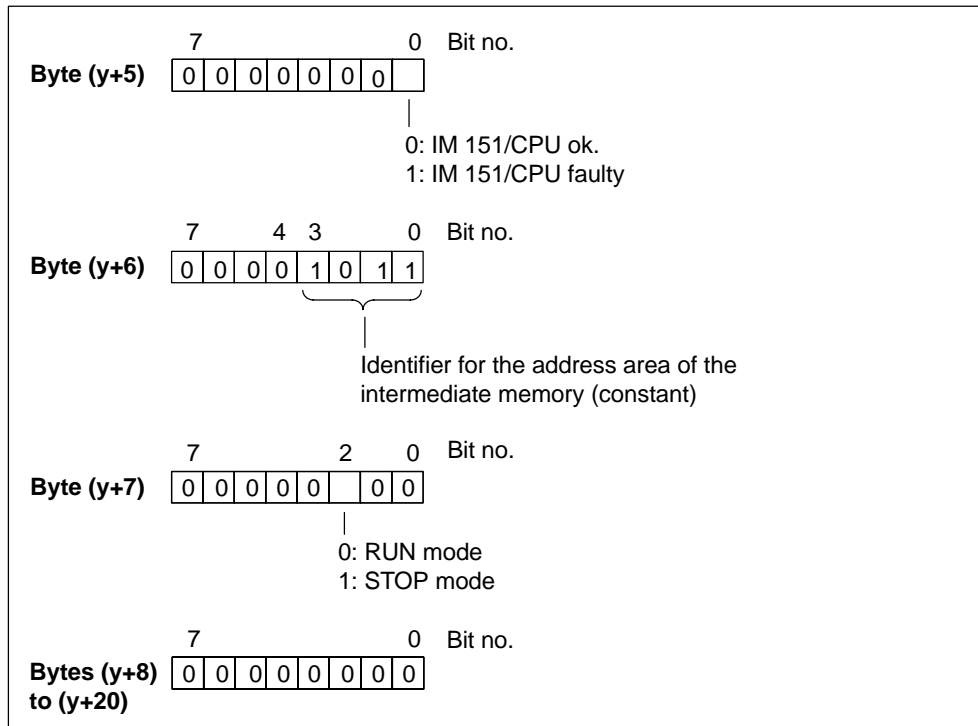 7 0 Bit no.
Byte (y+5) 0 0 0 0 0 0 0
0: IM 151/CPU ok.
1: IM 151/CPU faulty
7 4 3 0 Bit no.
Byte (y+6) 0 0 0 0 1 0 1 1
Identifier for the address area of the
intermediate memory (constant)
7 2 0 Bit no.
Byte (y+7) 0 0 0 0 0 0 0
0: RUN mode
1: STOP mode
7 0 Bit no.
Bytes (y+8) 0 0 0 0 0 0 0 0
to (y+20)